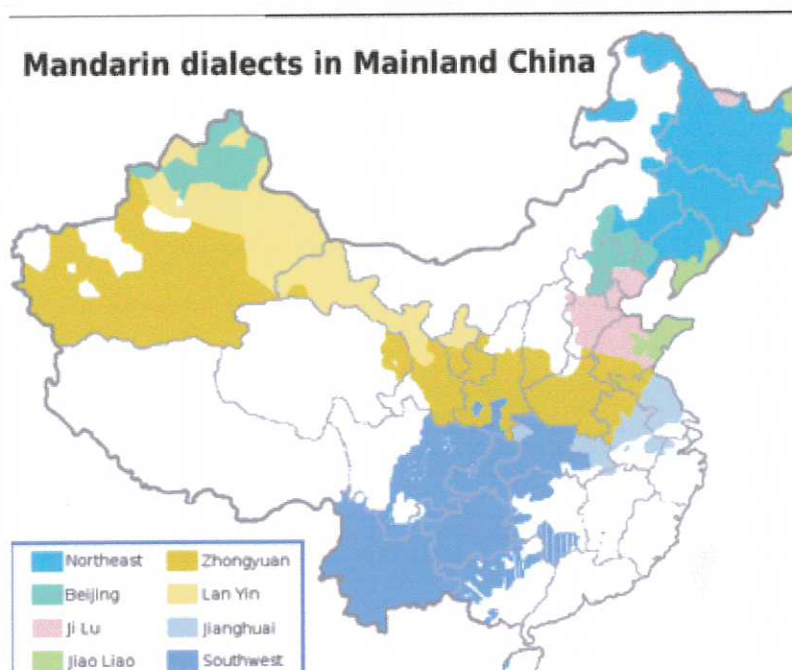 Mandarin dialects in Mainland China
Northeast
Zhongyuan
Beijing
Lan Yin
Ji Lu
Jianghuai
Jiao Liao
Southwest